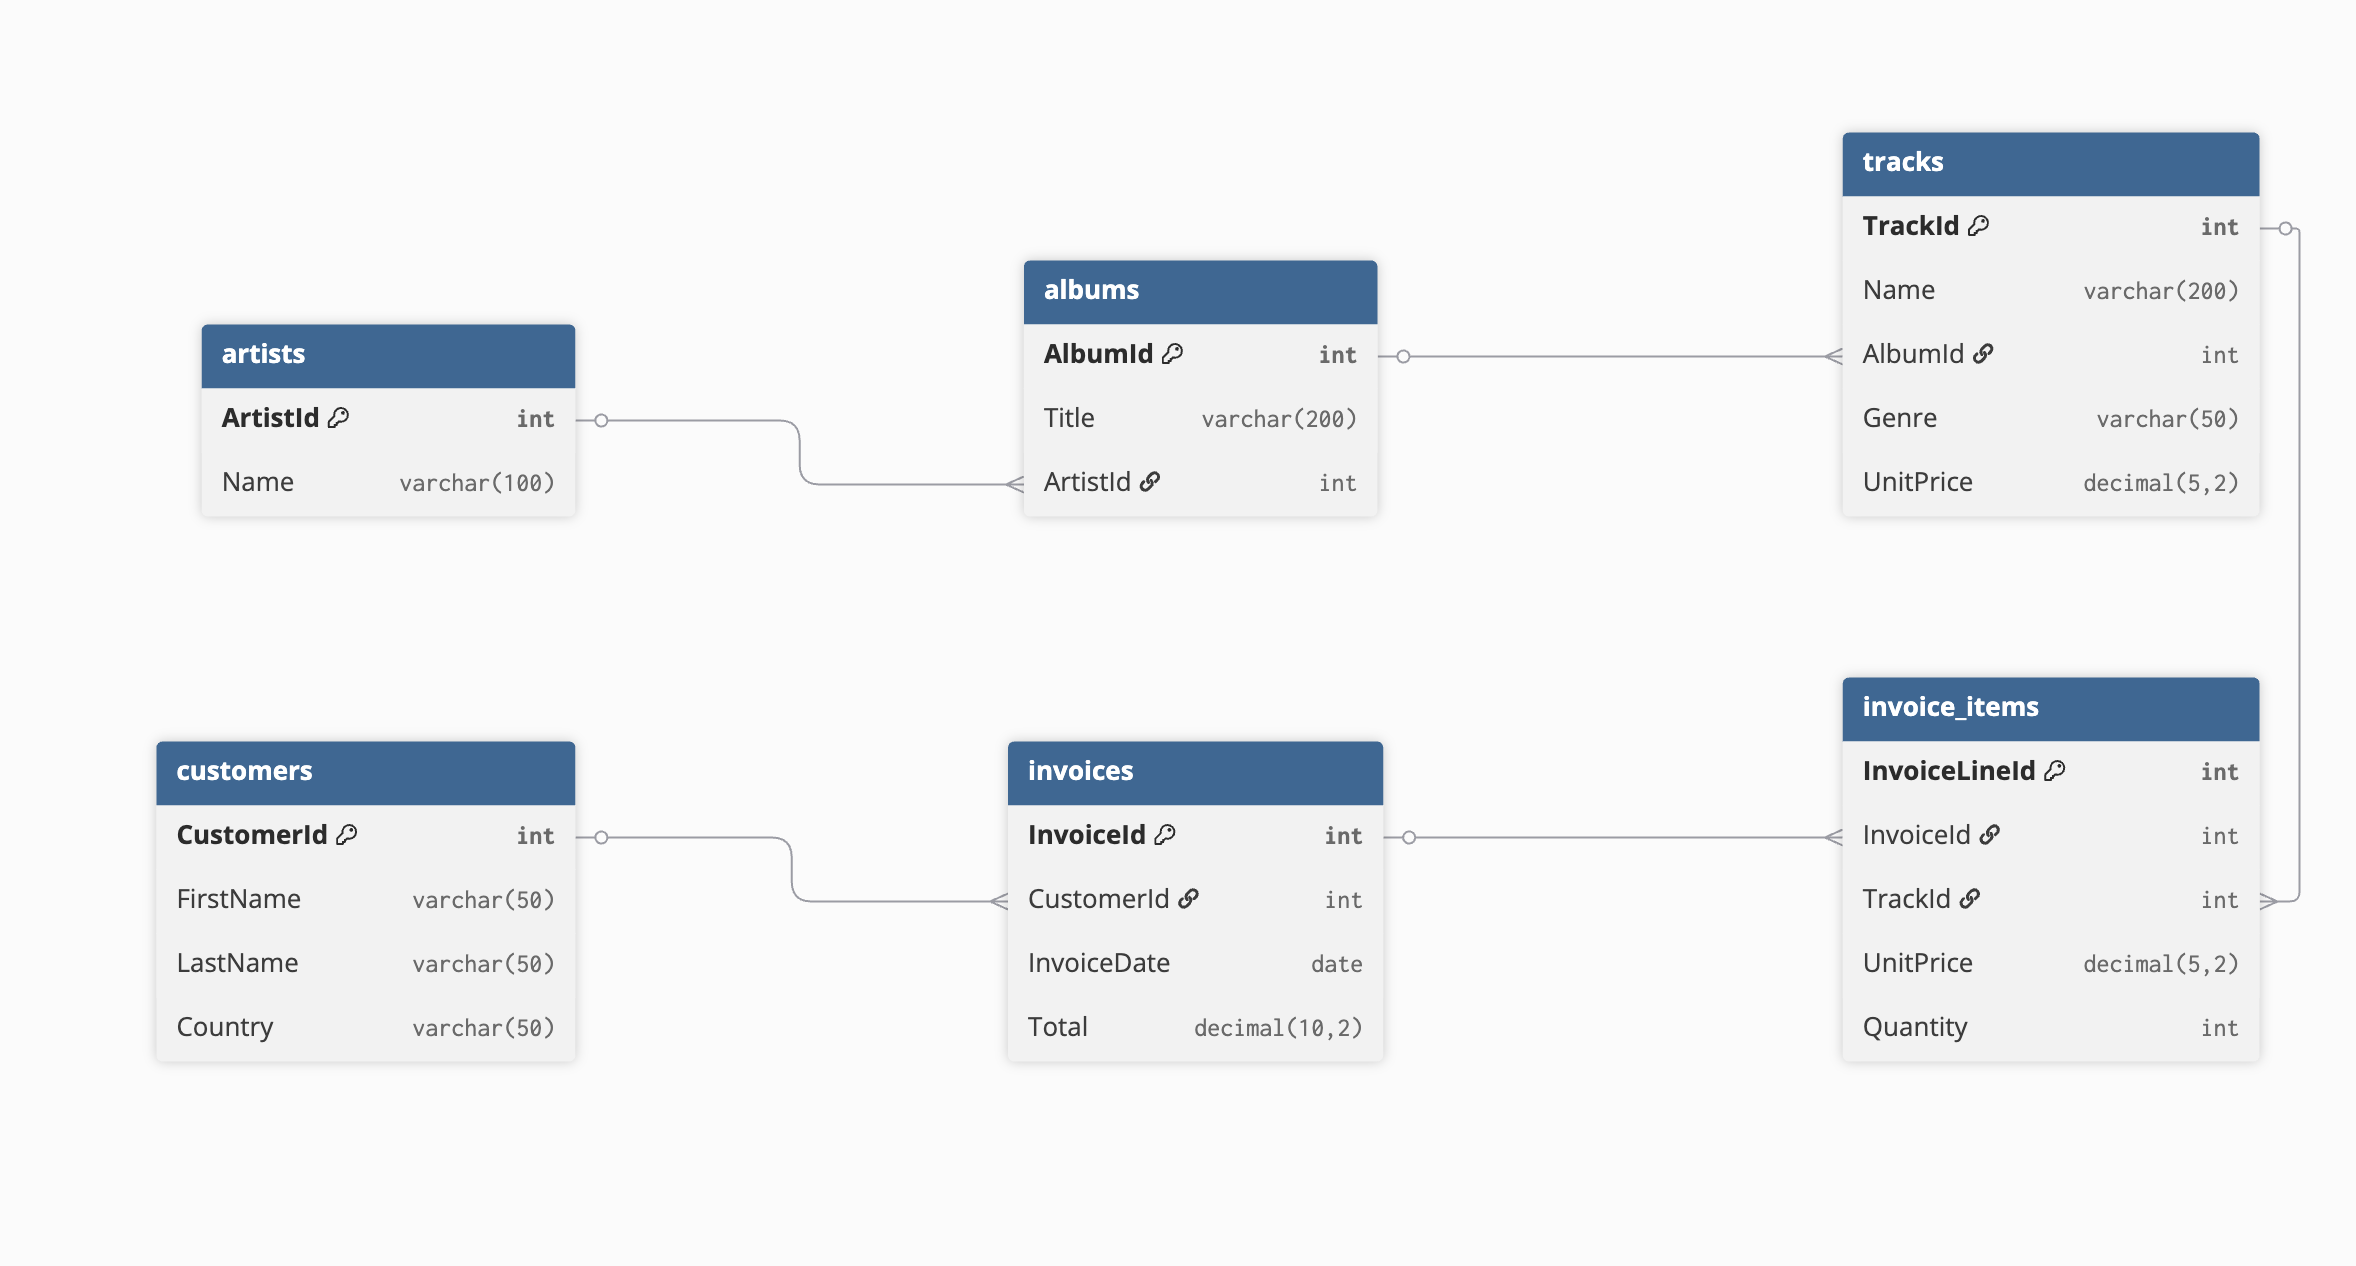 tracks
TrackId int
Name varchar(200)
AlbumId int
Genre varchar(50)
UnitPrice decimal(5,2)
albums
AlbumId int
Title varchar(200)
ArtistId int
artists
ArtistId int
Name varchar(100)
customers
CustomerId int
FirstName varchar(50)
LastName varchar(50)
Country varchar(50)
invoices
InvoiceId int
CustomerId int
InvoiceDate date
Total decimal(10,2)
invoice_items
InvoiceLineId int
InvoiceId int
TrackId int
UnitPrice decimal(5,2)
Quantity int